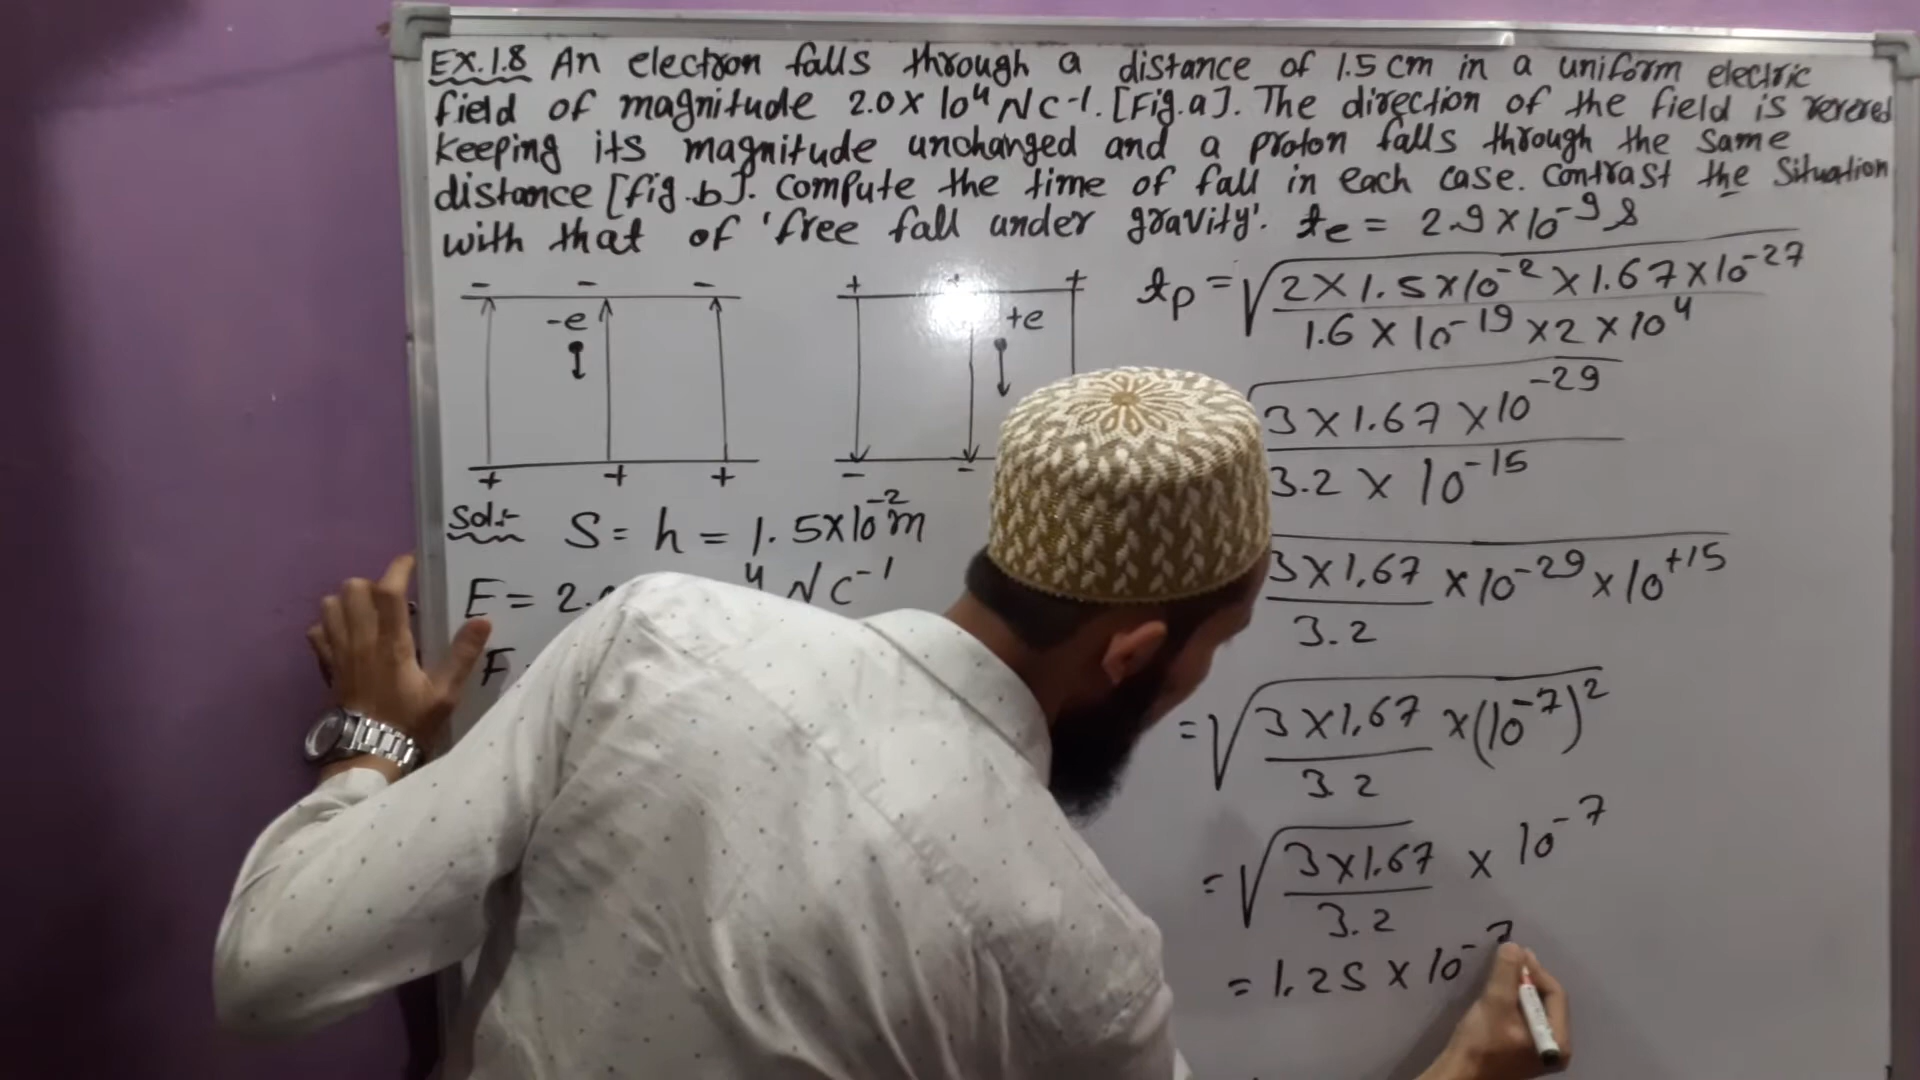 Ex.1.8 An electron falls through a distance of 1.5 cm in a uniform electric
field of magnitude 2.0 x 10⁴ NC-1. [Fig.a]. The direction of the field is
keeping its magnitude unchanged and a proton falls through the same
distance [fig.b]. Compute the time of fall in each case. Contrast the Situation
with that of 'free fall under gravity'. te = 2.9 x 10⁻⁹ s
- - -
-e
+ + +
+ + +
+e
- -
Sol:- S = h = 1.5x10⁻² m
E = 2. ⁴ NC⁻¹
F
tp = √(2 x 1.5 x 10⁻² x 1.67 x 10⁻²⁷
1.6 x 10⁻¹⁹ x 2 x 10⁴
3 x 1.67 x 10⁻²⁹
3.2 x 10⁻¹⁵
3 x 1.67 x 10⁻²⁹ x 10⁺¹⁵
3.2
= √ 3 x 1.67 x (10⁻⁷)²
3 2
= √ 3 x 1.67 x 10⁻⁷
3.2
= 1.25 x 10⁻⁷